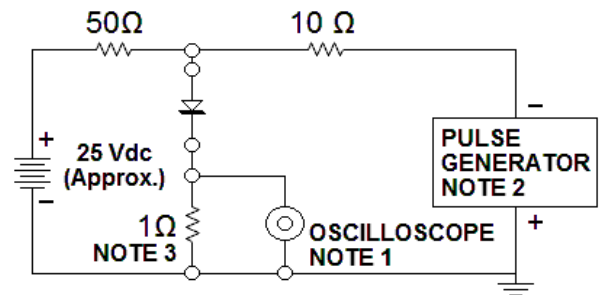 50Ω
10 Ω
+
25 Vdc
(Approx.)
−
−
PULSE
GENERATOR
NOTE 2
+
1Ω
NOTE 3
OSCILLOSCOPE
NOTE 1